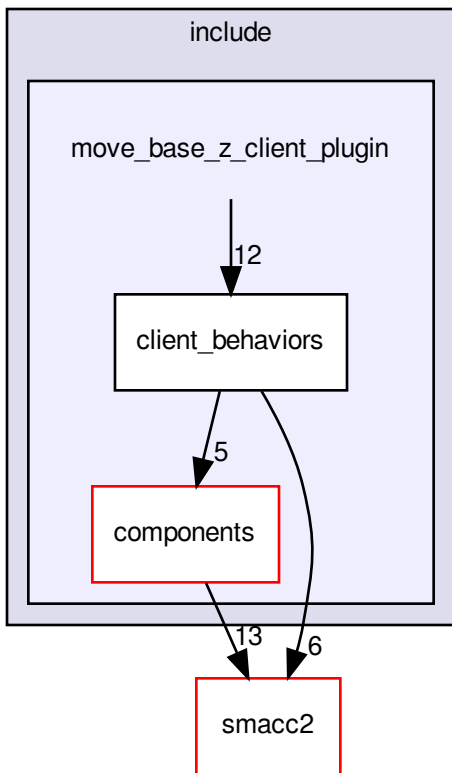 include
move_base_z_client_plugin
12
client_behaviors
5
components
13
6
smacc2